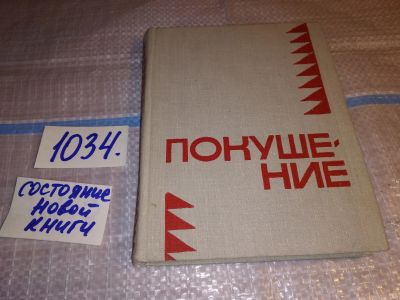 1034.
состояние
новой
книги
ПОКУШЕ-
НИЕ